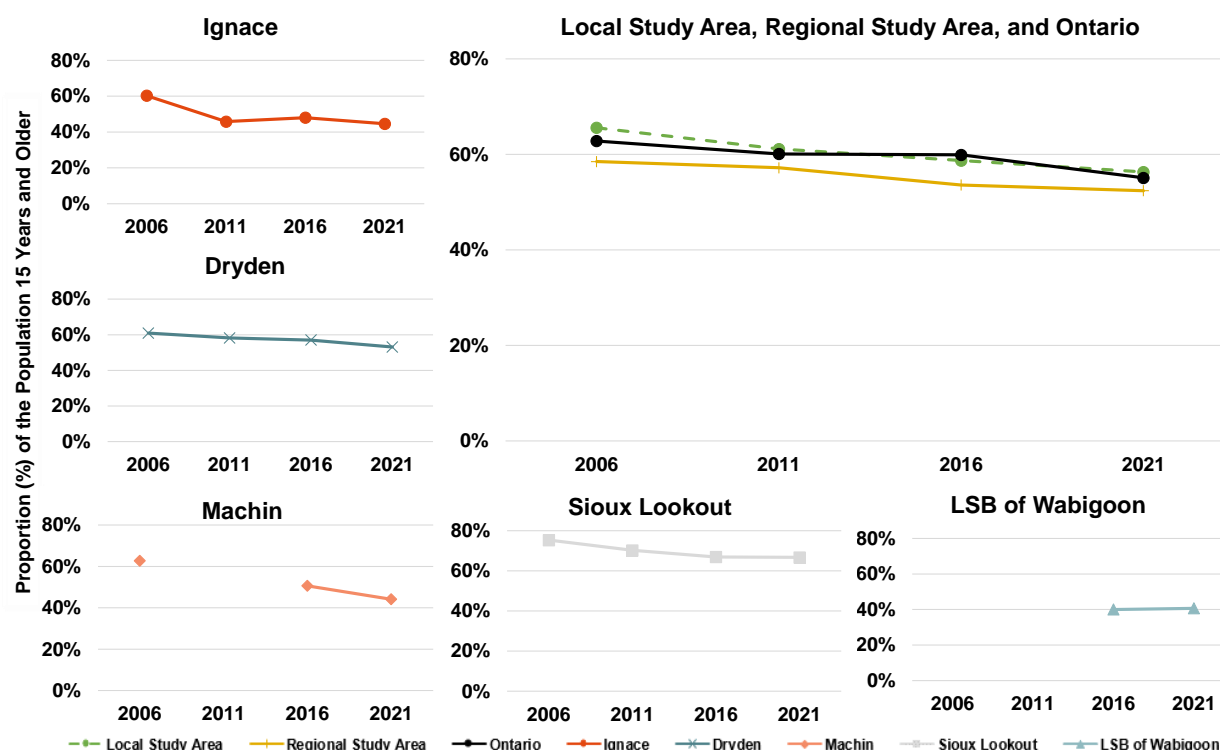 Proportion (%) of the Population 15 Years and Older
Ignace
80%
60%
40%
20%
0%
2006 2011 2016 2021
Local Study Area, Regional Study Area, and Ontario
80%
60%
40%
20%
0%
2006 2011 2016 2021
Dryden
80%
60%
40%
20%
0%
2006 2011 2016 2021
Machin
80%
60%
40%
20%
0%
2006 2011 2016 2021
Sioux Lookout
80%
60%
40%
20%
0%
2006 2011 2016 2021
LSB of Wabigoon
80%
60%
40%
20%
0%
2006 2011 2016 2021
Local Study Area Regional Study Area Ontario Ignace Dryden Machin Sioux Lookout LSB of Wabigoon